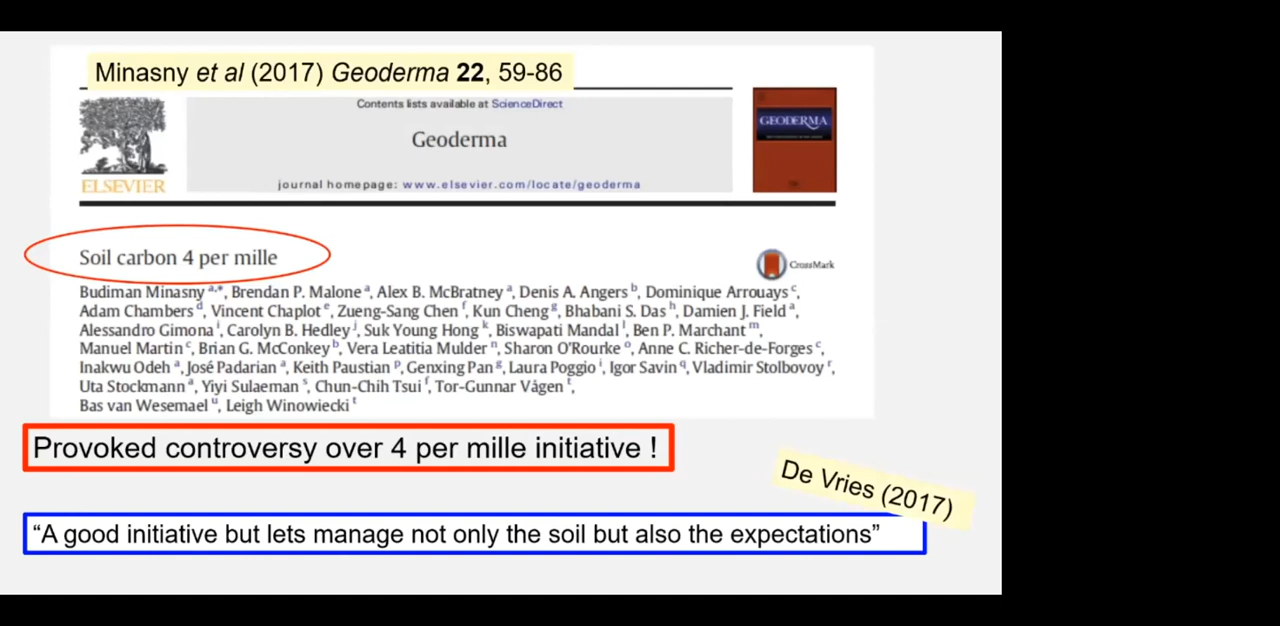 Minasny et al (2017) Geoderma 22, 59-86
Contents lists available at ScienceDirect
Geoderma
journal homepage: www.elsevier.com/locate/geoderma
ELSEVIER
GEODERMA
Soil carbon 4 per mille
CrossMark
Budiman Minasny a,*, Brendan P. Malone a, Alex B. McBratney a, Denis A. Angers b, Dominique Arrouays c,
Adam Chambers d, Vincent Chaplot e, Zueng-Sang Chen f, Kun Cheng g, Bhabani S. Das h, Damien J. Field a,
Alessandro Gimona i, Carolyn B. Hedley j, Suk Young Hong k, Biswapati Mandal l, Ben P. Marchant m,
Manuel Martin c, Brian G. McConkey b, Vera Leatitia Mulder n, Sharon O'Rourke o, Anne C. Richer-de-Forges c,
Inakwu Odeh a, José Padarian a, Keith Paustian p, Genxing Pan g, Laura Poggio i, Igor Savin q, Vladimir Stolbovoy r,
Uta Stockmann a, Yiyi Sulaeman s, Chun-Chih Tsui f, Tor-Gunnar Vågen t,
Bas van Wesemael u, Leigh Winowiecki t
Provoked controversy over 4 per mille initiative !
De Vries (2017)
“A good initiative but lets manage not only the soil but also the expectations”